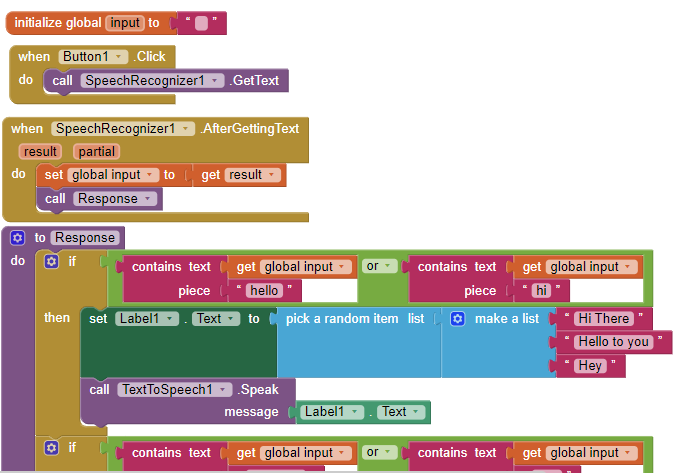 initialize global input to “ ”
when Button1 .Click
do call SpeechRecognizer1 .GetText
when SpeechRecognizer1 .AfterGettingText
result partial
do set global input to get result
call Response
to Response
do if contains text get global input or contains text get global input
piece “ hello ” piece “ hi ”
then set Label1 . Text to pick a random item list make a list “ Hi There ”
“ Hello to you ”
“ Hey ”
call TextToSpeech1 .Speak
message Label1 . Text
if contains text get global input or contains text get global input